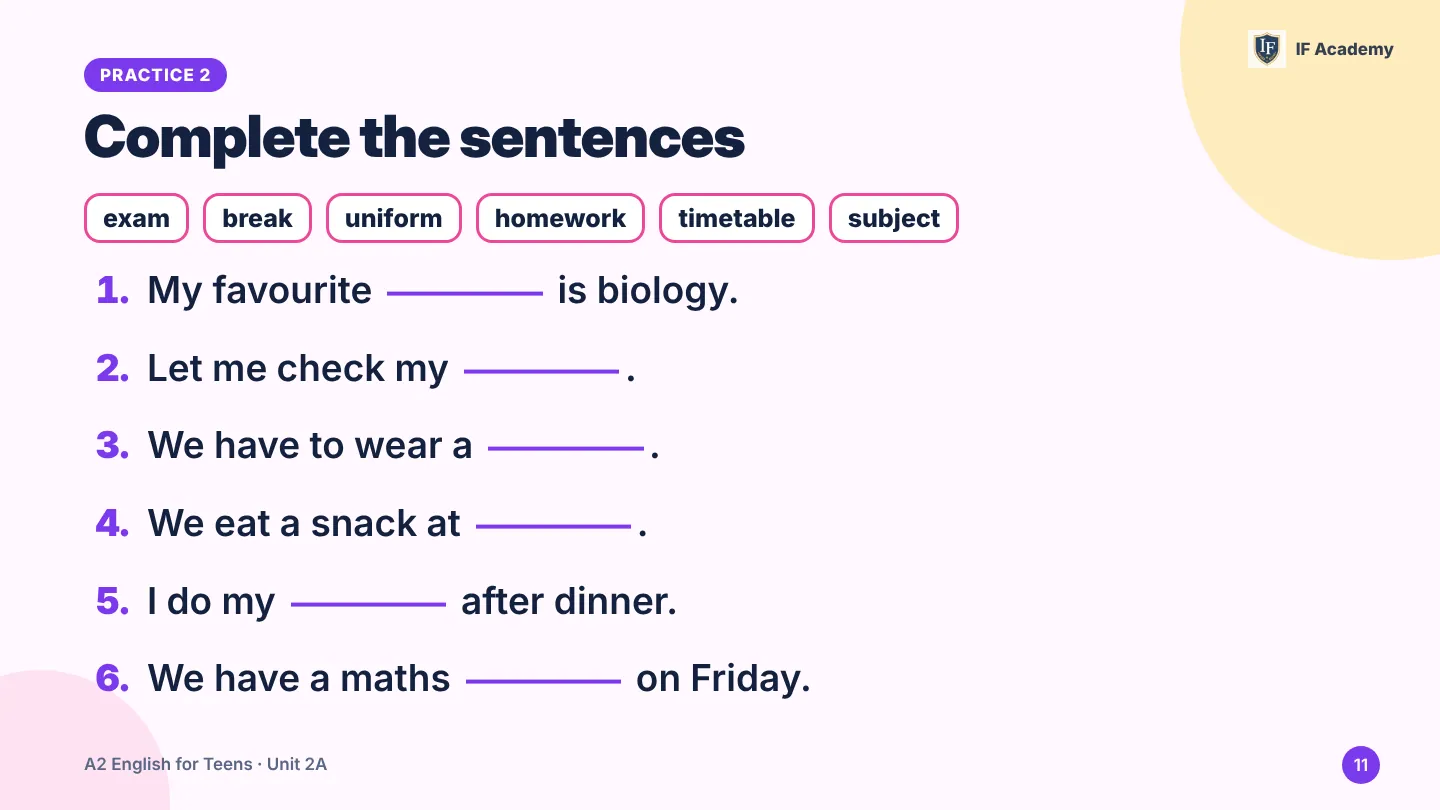 IF IF Academy
PRACTICE 2
Complete the sentences
exam break uniform homework timetable subject
1. My favourite ________ is biology.
2. Let me check my ________.
3. We have to wear a ________.
4. We eat a snack at ________.
5. I do my ________ after dinner.
6. We have a maths ________ on Friday.
A2 English for Teens · Unit 2A
11